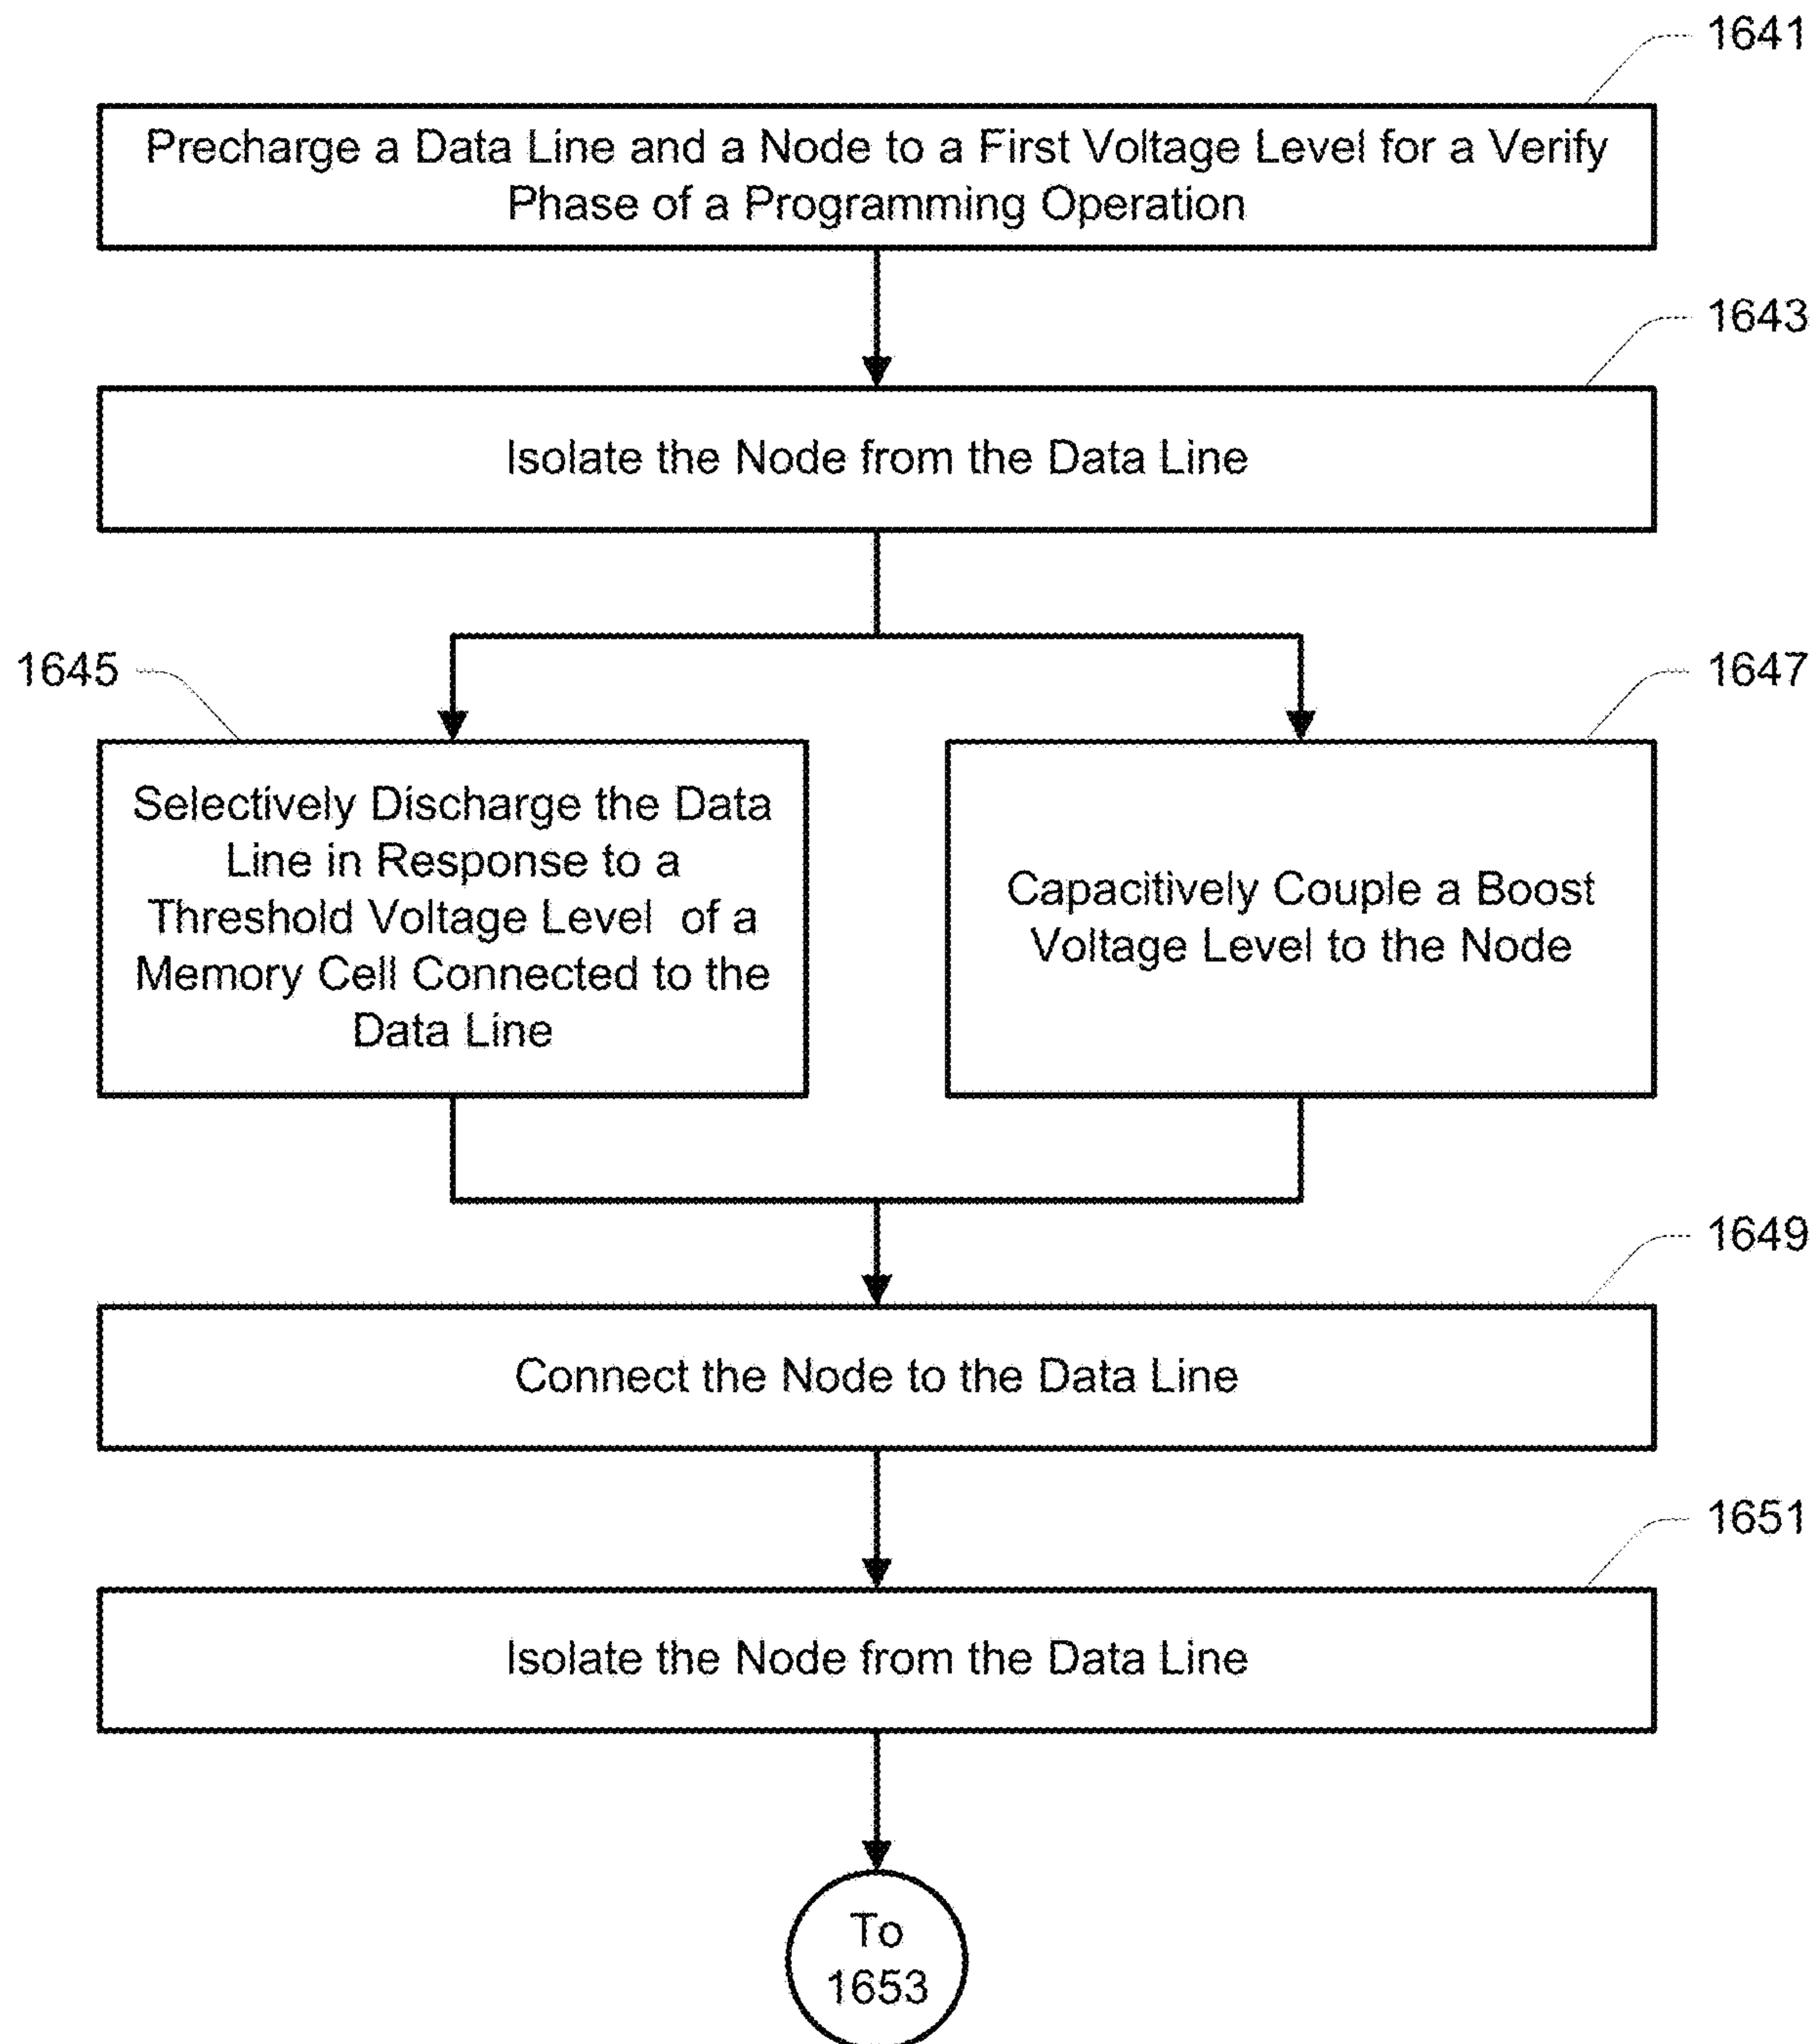 1641
Precharge a Data Line and a Node to a First Voltage Level for a Verify
Phase of a Programming Operation
1643
Isolate the Node from the Data Line
1645
Selectively Discharge the Data
Line in Response to a
Threshold Voltage Level of a
Memory Cell Connected to the
Data Line
1647
Capacitively Couple a Boost
Voltage Level to the Node
1649
Connect the Node to the Data Line
1651
Isolate the Node from the Data Line
To
1653